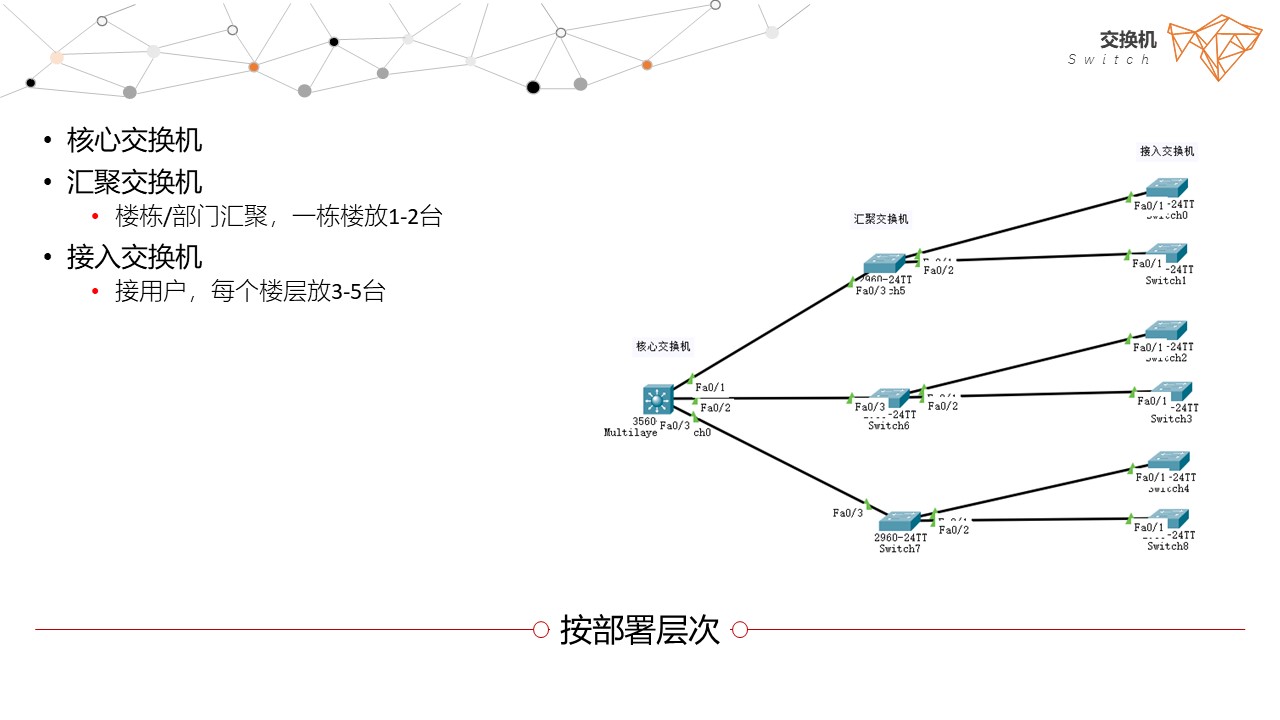 交换机
Switch
• 核心交换机
• 汇聚交换机
• 楼栋/部门汇聚，一栋楼放1-2台
• 接入交换机
• 接用户，每个楼层放3-5台
接入交换机
Fa0/1 -24TT
Switch0
汇聚交换机
Fa0/1
Fa0/2
2960-24TT
Fa0/3 ch5
Fa0/1 -24TT
Switch1
核心交换机
Fa0/1
Fa0/2
3560
Fa0/3
Multilaye ch0
Fa0/1 -24TT
Switch2
Fa0/3 -24TT
Switch6
Fa0/1
Fa0/2
Fa0/1 -24TT
Switch3
Fa0/3
2960-24TT
Switch7
Fa0/1
Fa0/2
Fa0/1 -24TT
Switch4
Fa0/1 -24TT
Switch8
按部署层次